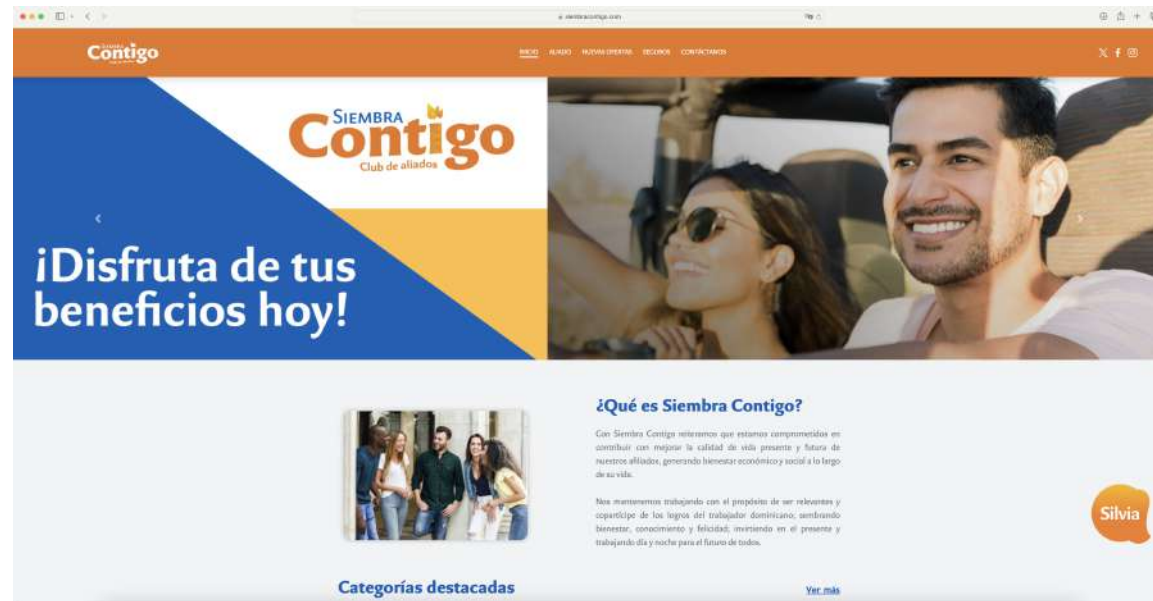 siembracontigo.com
SIEMBRA
Contigo
INICIO ALIADO NUEVAS OFERTAS SEGUROS CONTÁCTANOS
SIEMBRA
Contigo
Club de aliados
¡Disfruta de tus
beneficios hoy!
¿Qué es Siembra Contigo?
Con Siembra Contigo reiteramos que estamos comprometidos en
contribuir con mejorar la calidad de vida presente y futura de
nuestros afiliados, generando bienestar económico y social a lo largo
de su vida.
Nos mantenemos trabajando con el propósito de ser relevantes y
copartícipe de los logros del trabajador dominicano; sembrando
bienestar, conocimiento y felicidad; invirtiendo en el presente y
trabajando día y noche para el futuro de todos.
Silvia
Categorías destacadas
Ver más